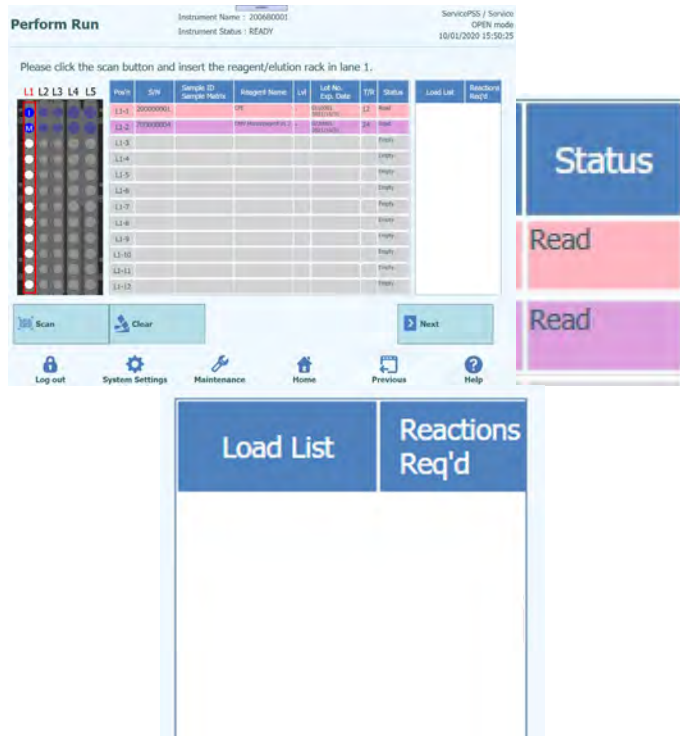 Perform Run
Instrument Name : 200680001
Instrument Status : READY
ServicePSS / Service
OPEN mode
10/01/2020 15:50:25
Please click the scan button and insert the reagent/elution rack in lane 1.
L1 L2 L3 L4 L5
Pos'n S/N Sample ID Reagent Name Lvl Lot No. T/R Status Load List Reactions
Sample Matrix Exp. Date Req'd
I L1-1 200000001 12 Read
M L1-2 24 Read
L1-3 Empty
L1-4 Empty
L1-5 Empty
L1-6 Empty
L1-7 Empty
L1-8 Empty
L1-9 Empty
L1-10 Empty
L1-11 Empty
L1-12 Empty
Scan Clear Next
Log out System Settings Maintenance Home Previous Help
Status
Read
Read
Load List Reactions
Req'd